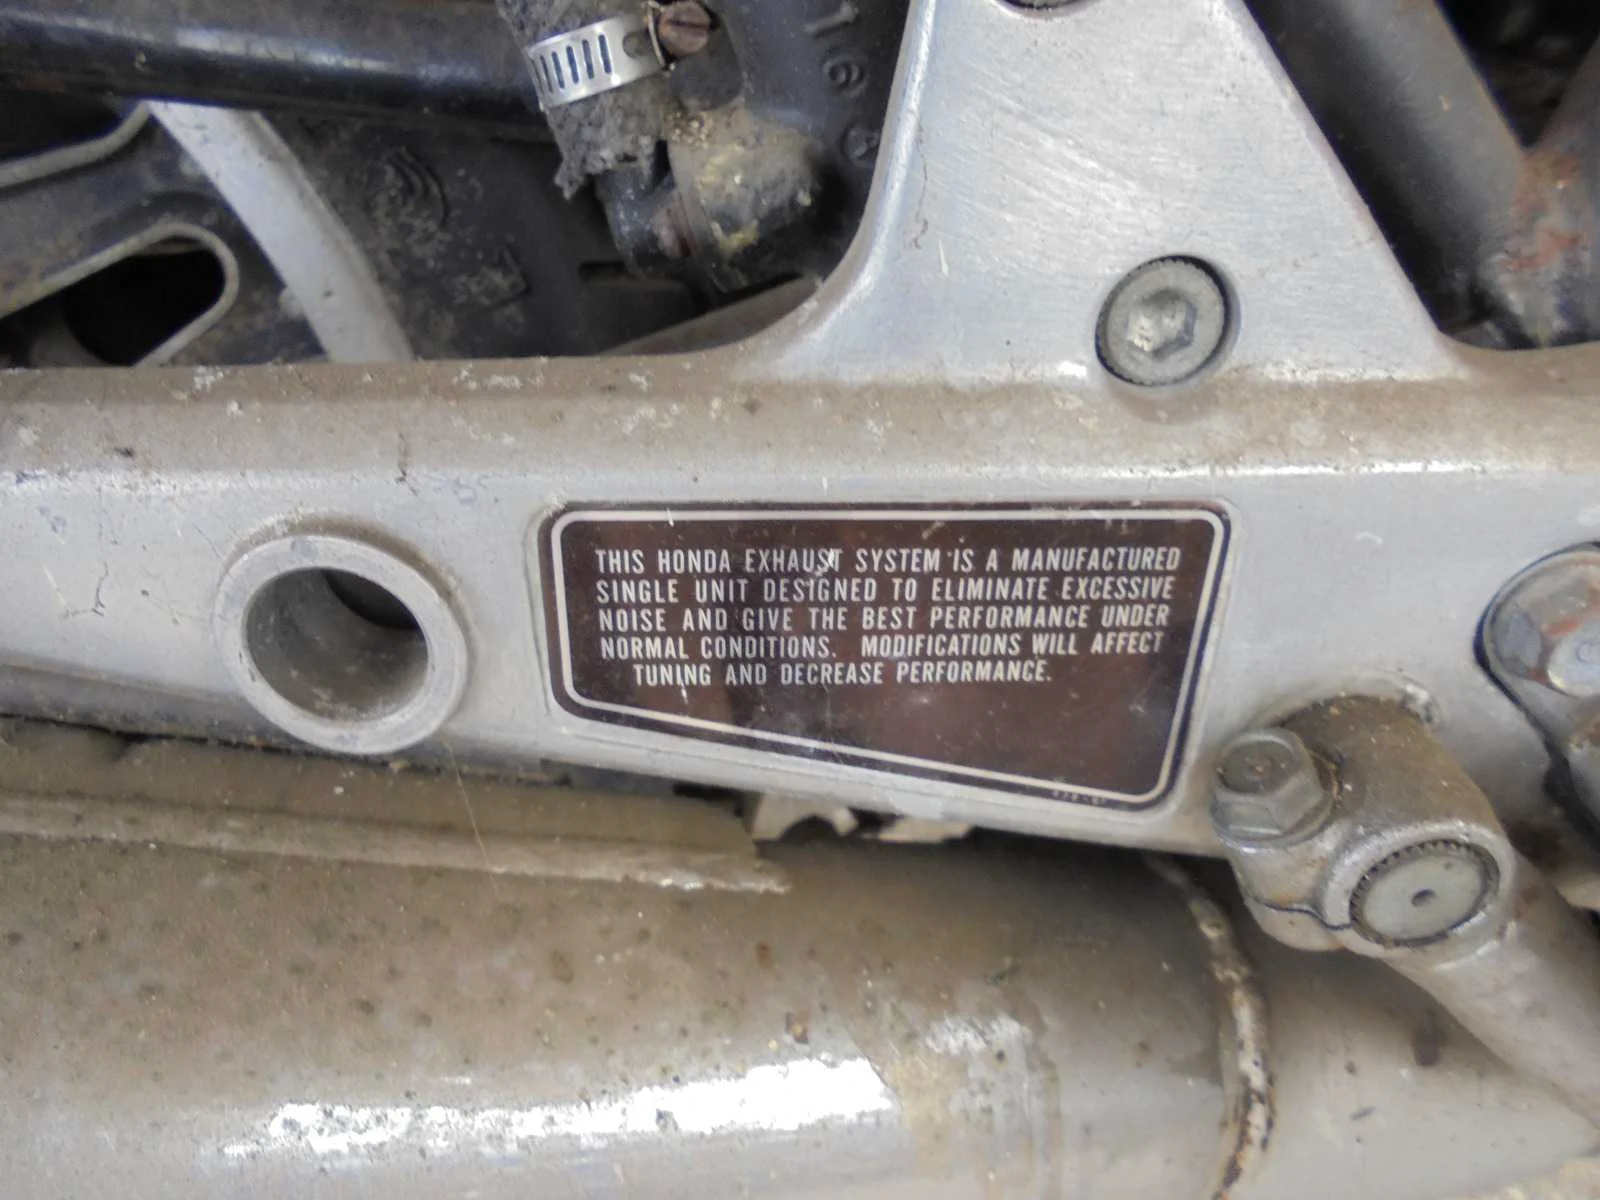 168
THIS HONDA EXHAUST SYSTEM IS A MANUFACTURED
SINGLE UNIT DESIGNED TO ELIMINATE EXCESSIVE
NOISE AND GIVE THE BEST PERFORMANCE UNDER
NORMAL CONDITIONS. MODIFICATIONS WILL AFFECT
TUNING AND DECREASE PERFORMANCE.